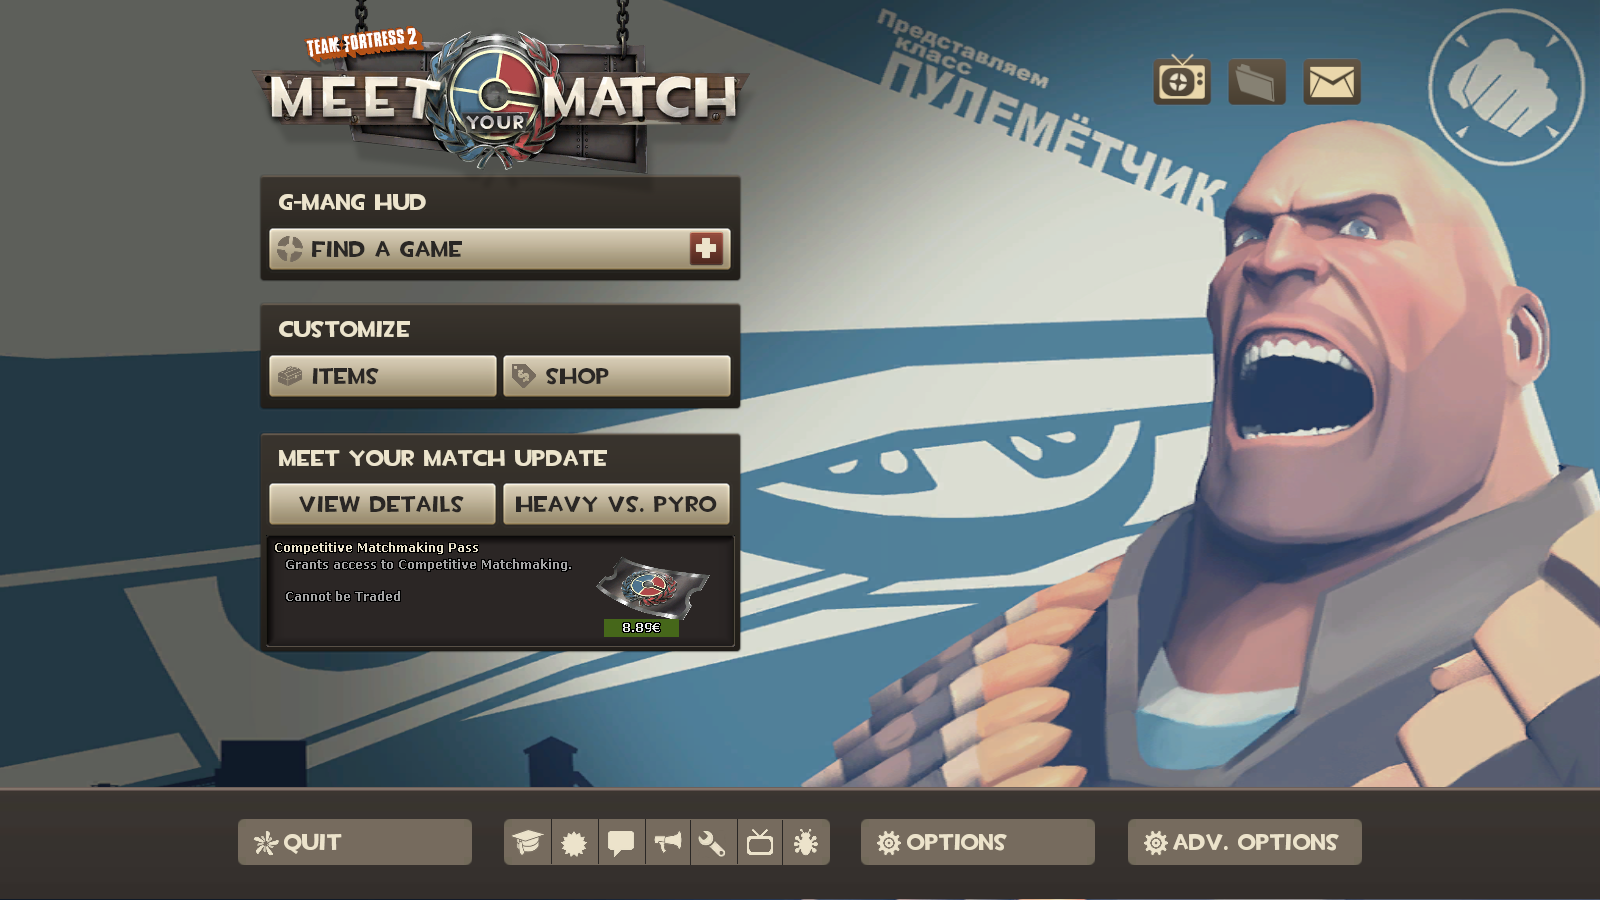 TEAM FORTRESS 2
MEET YOUR MATCH
Представляем
класс
ПУЛЕМЁТЧИК
G-MANG HUD
FIND A GAME
CUSTOMIZE
ITEMS
SHOP
MEET YOUR MATCH UPDATE
VIEW DETAILS
HEAVY VS. PYRO
Competitive Matchmaking Pass
Grants access to Competitive Matchmaking.
Cannot be Traded
8.89€
QUIT
OPTIONS
ADV. OPTIONS